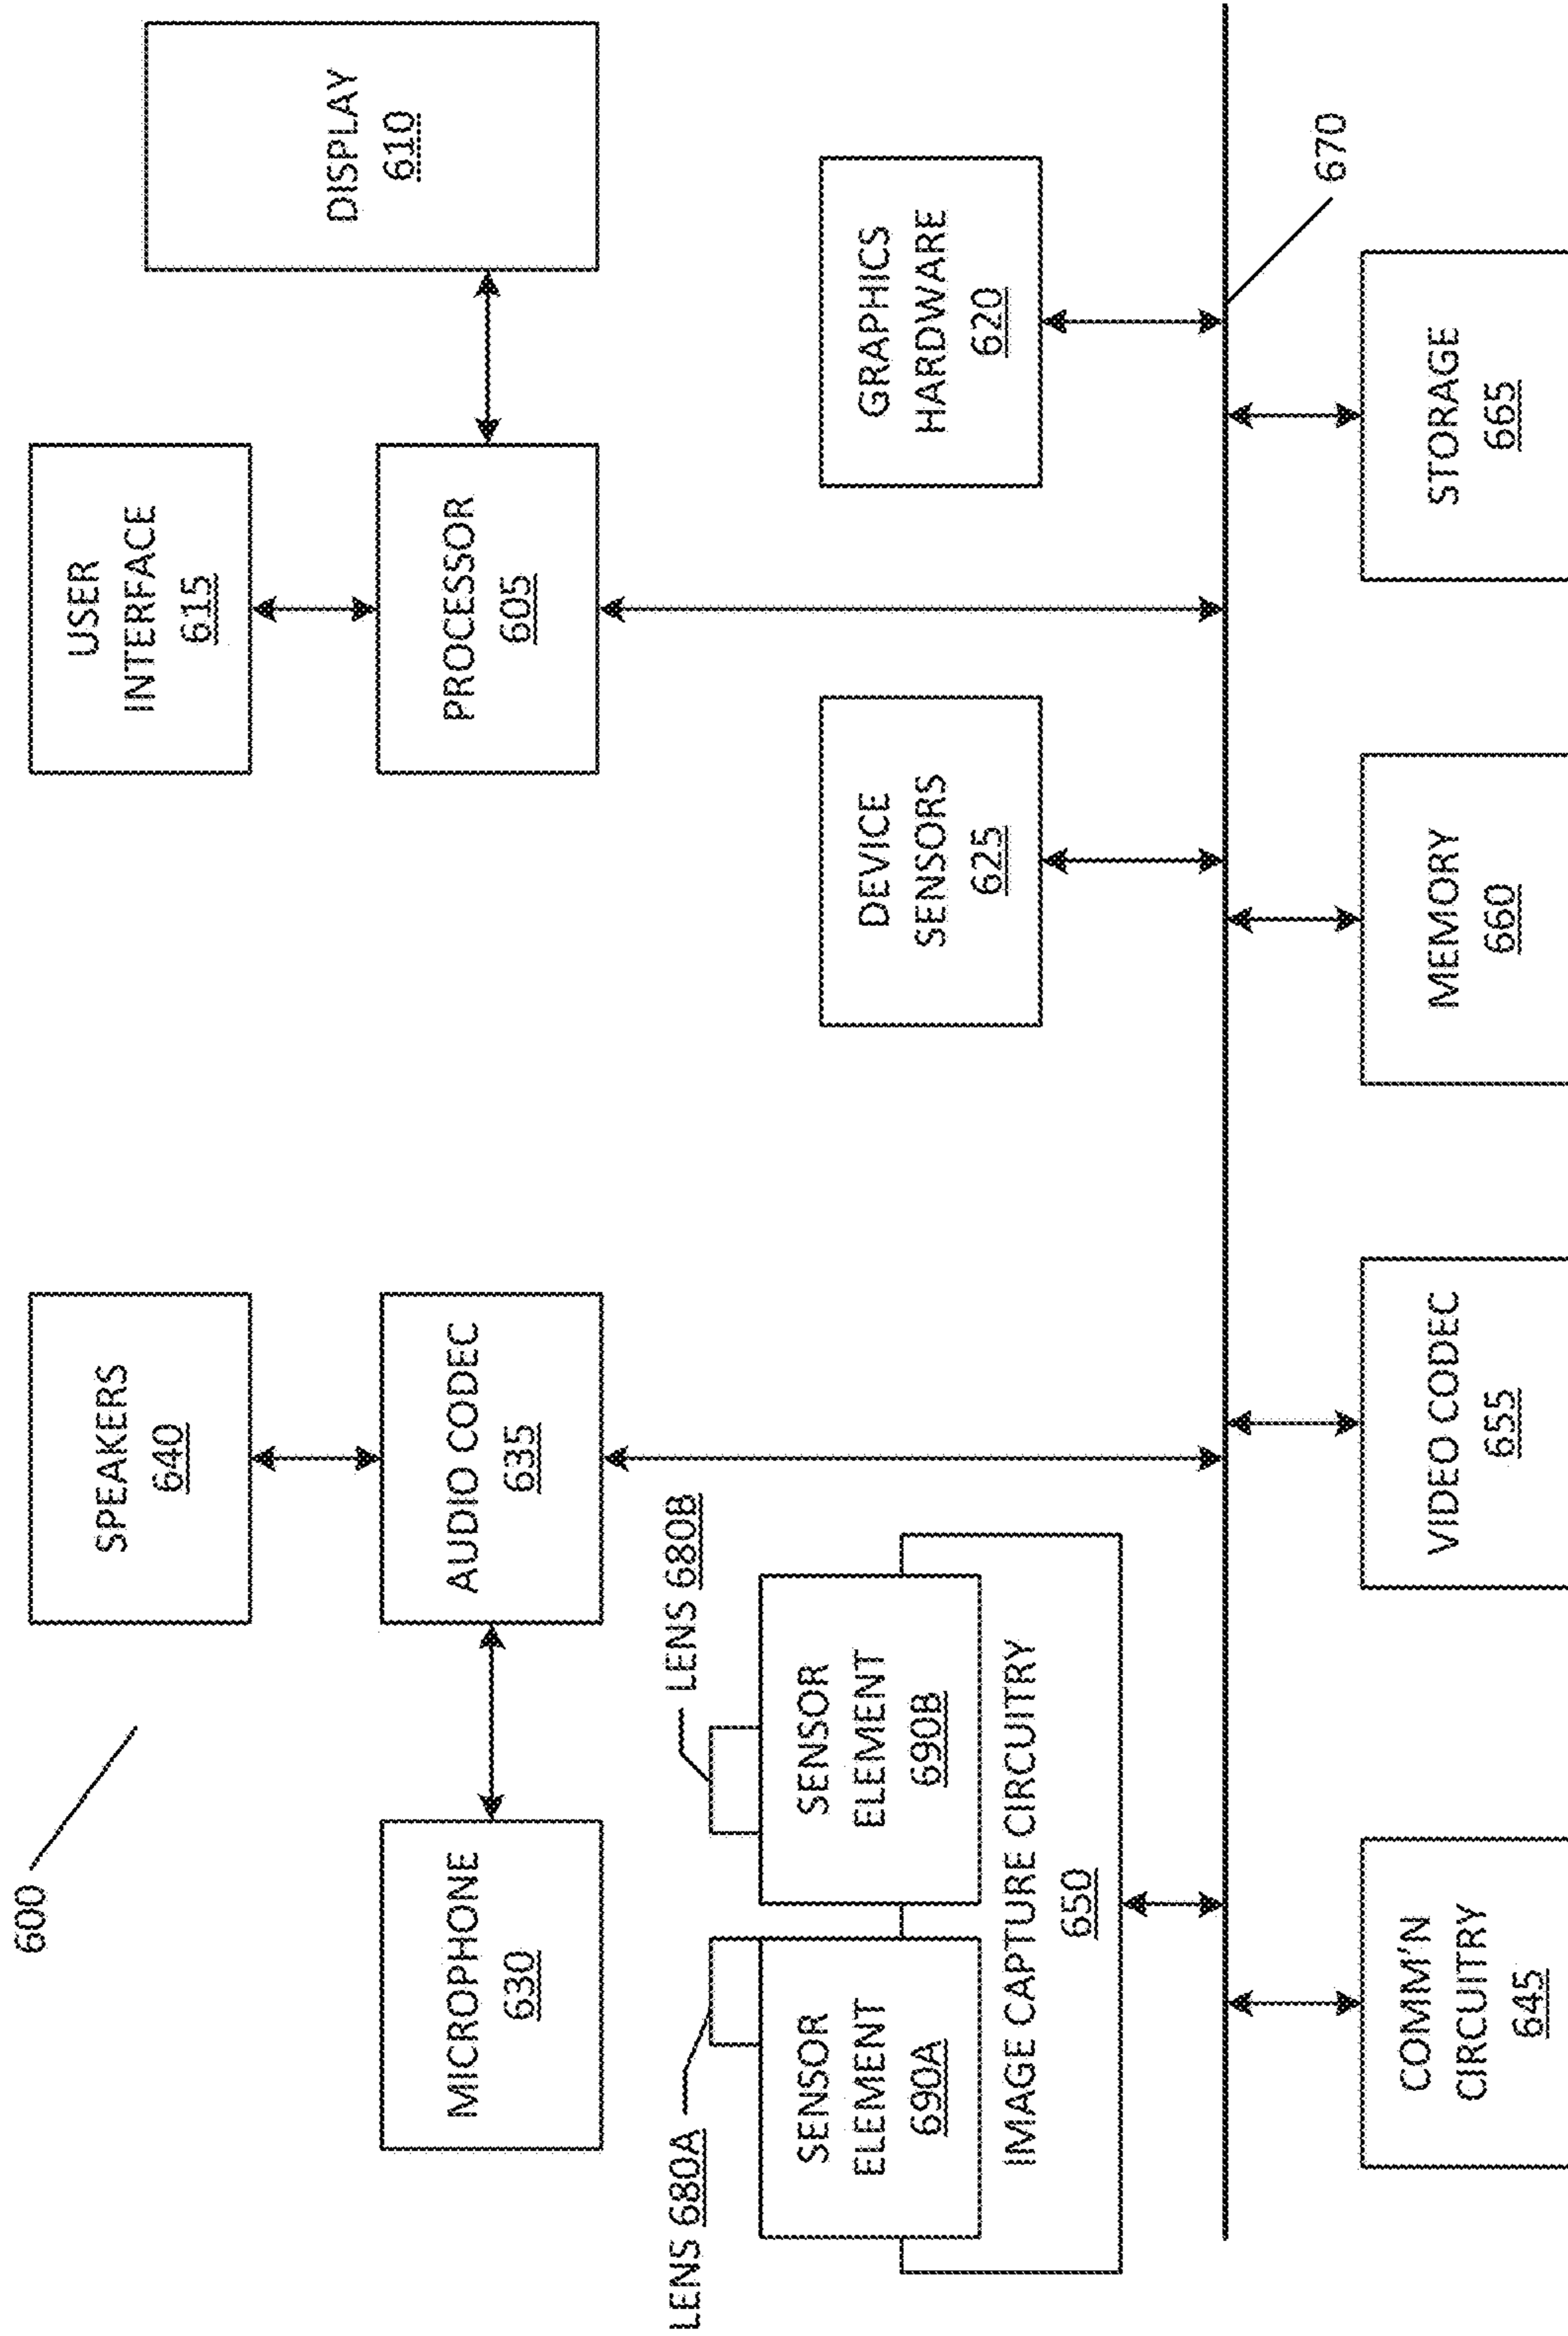 600
SPEAKERS
640
USER
INTERFACE
615
MICROPHONE
630
AUDIO CODEC
635
PROCESSOR
605
DISPLAY
610
LENS 680A
LENS 680B
SENSOR
ELEMENT
690A
SENSOR
ELEMENT
690B
IMAGE CAPTURE CIRCUITRY
650
DEVICE
SENSORS
625
GRAPHICS
HARDWARE
620
670
COMM'N
CIRCUITRY
645
VIDEO CODEC
655
MEMORY
660
STORAGE
665